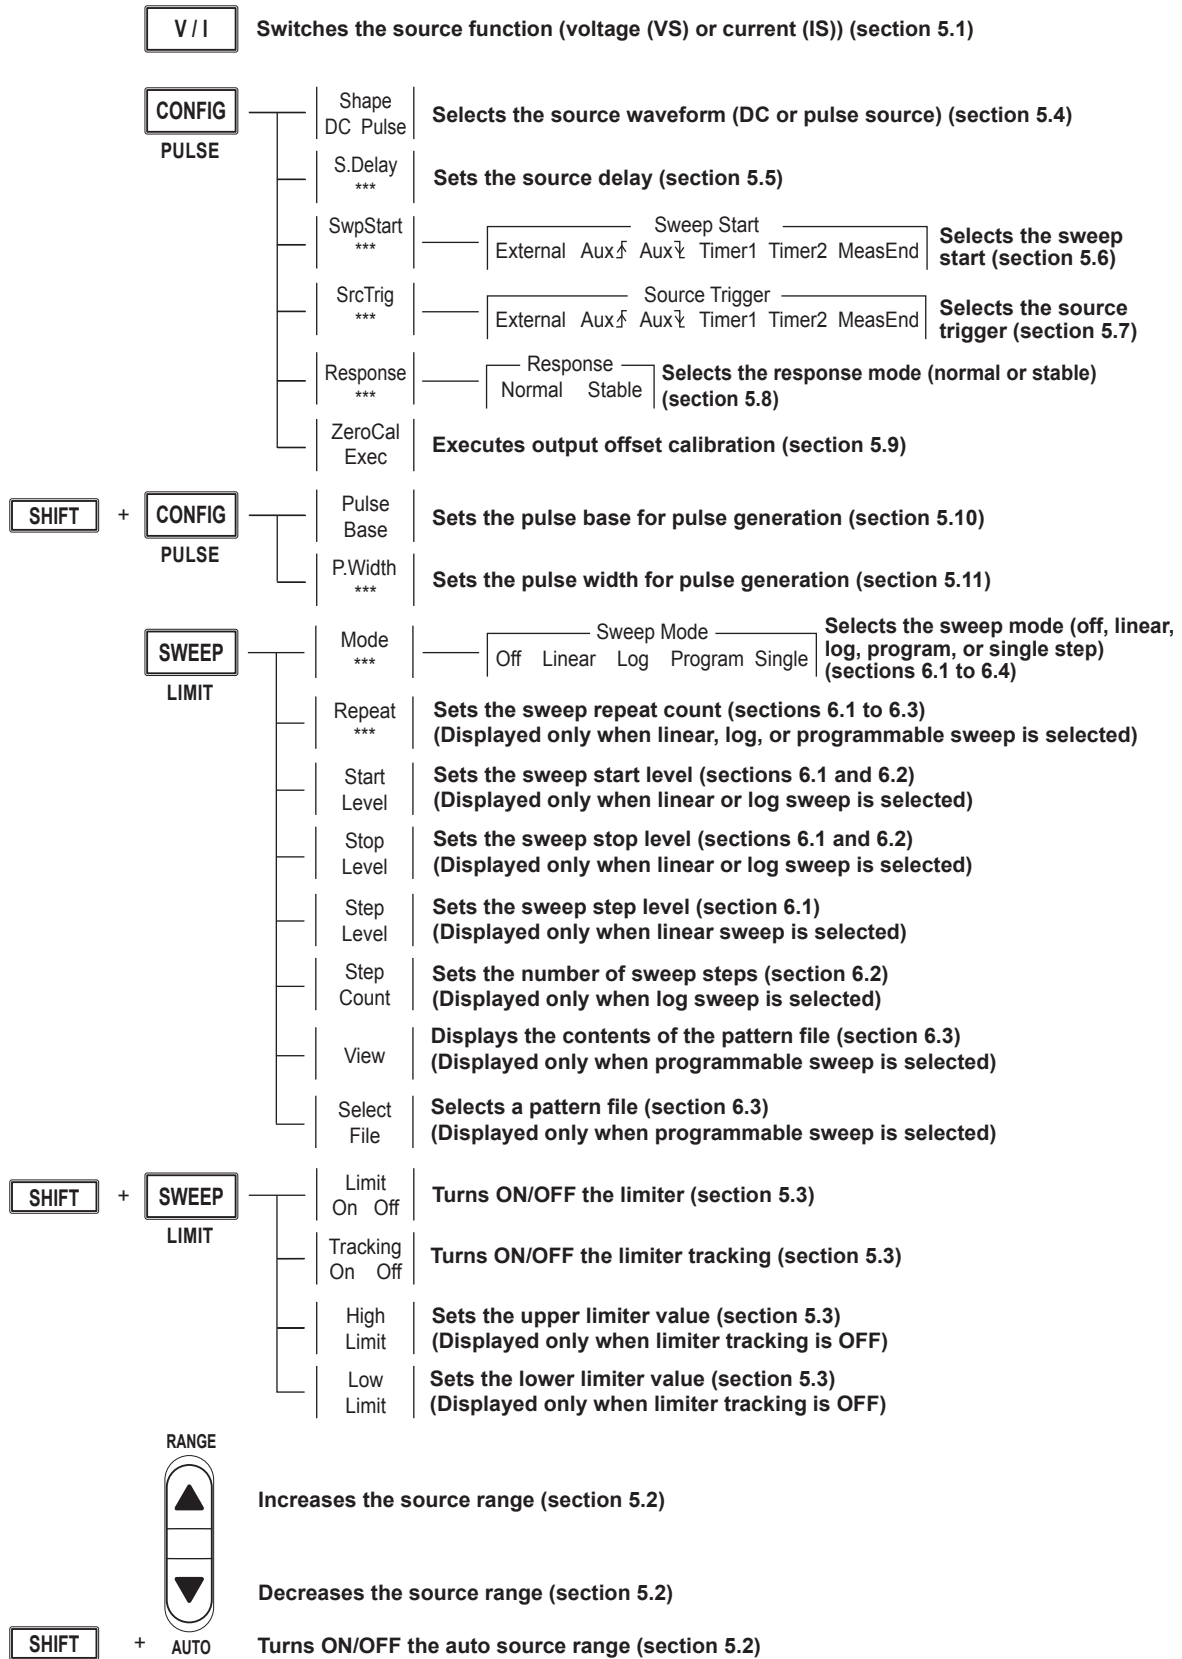 V / I
Switches the source function (voltage (VS) or current (IS)) (section 5.1)
CONFIG
PULSE
Shape
DC Pulse
Selects the source waveform (DC or pulse source) (section 5.4)
S.Delay
***
Sets the source delay (section 5.5)
SwpStart
***
Sweep Start
External Aux Aux Timer1 Timer2 MeasEnd
Selects the sweep
start (section 5.6)
SrcTrig
***
Source Trigger
External Aux Aux Timer1 Timer2 MeasEnd
Selects the source
trigger (section 5.7)
Response
***
Response
Normal Stable
Selects the response mode (normal or stable)
(section 5.8)
ZeroCal
Exec
Executes output offset calibration (section 5.9)
SHIFT + CONFIG
PULSE
Pulse
Base
Sets the pulse base for pulse generation (section 5.10)
P.Width
***
Sets the pulse width for pulse generation (section 5.11)
SWEEP
LIMIT
Mode
***
Sweep Mode
Off Linear Log Program Single
Selects the sweep mode (off, linear,
log, program, or single step)
(sections 6.1 to 6.4)
Repeat
***
Sets the sweep repeat count (sections 6.1 to 6.3)
(Displayed only when linear, log, or programmable sweep is selected)
Start
Level
Sets the sweep start level (sections 6.1 and 6.2)
(Displayed only when linear or log sweep is selected)
Stop
Level
Sets the sweep stop level (sections 6.1 and 6.2)
(Displayed only when linear or log sweep is selected)
Step
Level
Sets the sweep step level (section 6.1)
(Displayed only when linear sweep is selected)
Step
Count
Sets the number of sweep steps (section 6.2)
(Displayed only when log sweep is selected)
View
Displays the contents of the pattern file (section 6.3)
(Displayed only when programmable sweep is selected)
Select
File
Selects a pattern file (section 6.3)
(Displayed only when programmable sweep is selected)
SHIFT + SWEEP
LIMIT
Limit
On Off
Turns ON/OFF the limiter (section 5.3)
Tracking
On Off
Turns ON/OFF the limiter tracking (section 5.3)
High
Limit
Sets the upper limiter value (section 5.3)
(Displayed only when limiter tracking is OFF)
Low
Limit
Sets the lower limiter value (section 5.3)
(Displayed only when limiter tracking is OFF)
RANGE
Increases the source range (section 5.2)
Decreases the source range (section 5.2)
SHIFT + AUTO
Turns ON/OFF the auto source range (section 5.2)